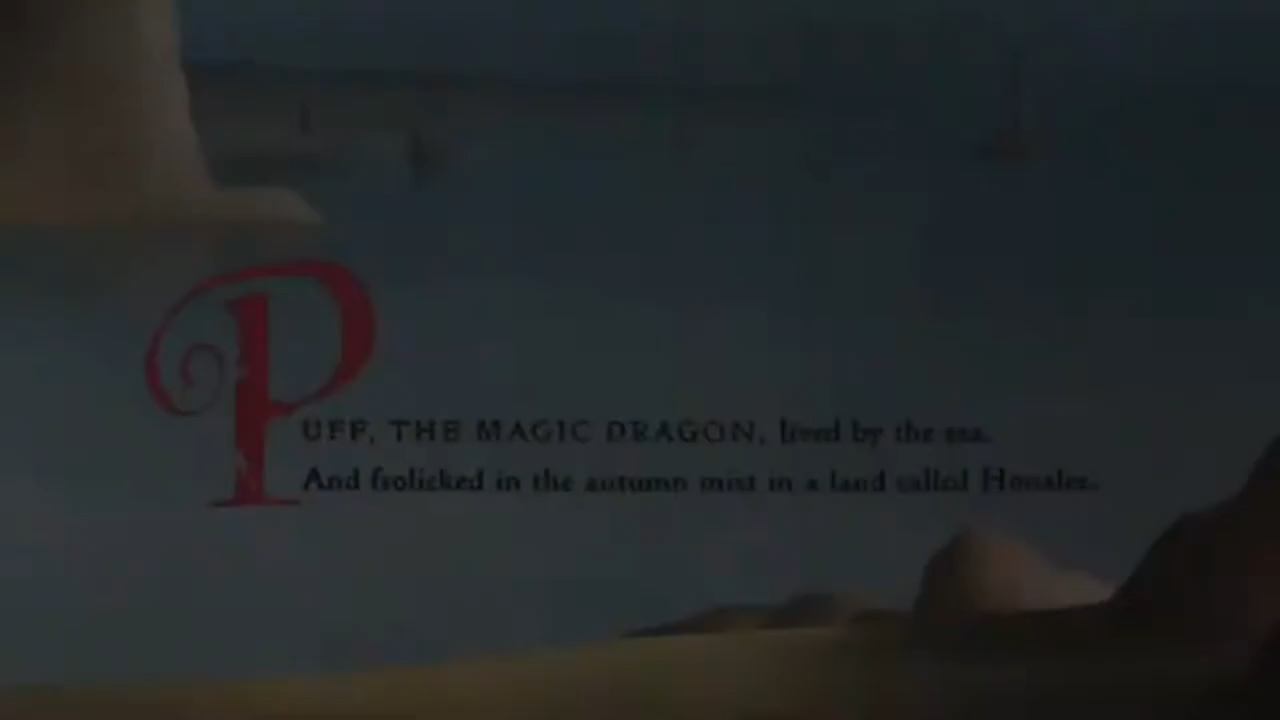 PUFF, THE MAGIC DRAGON, lived by the sea.
And frolicked in the autumn mist in a land called Honalee.